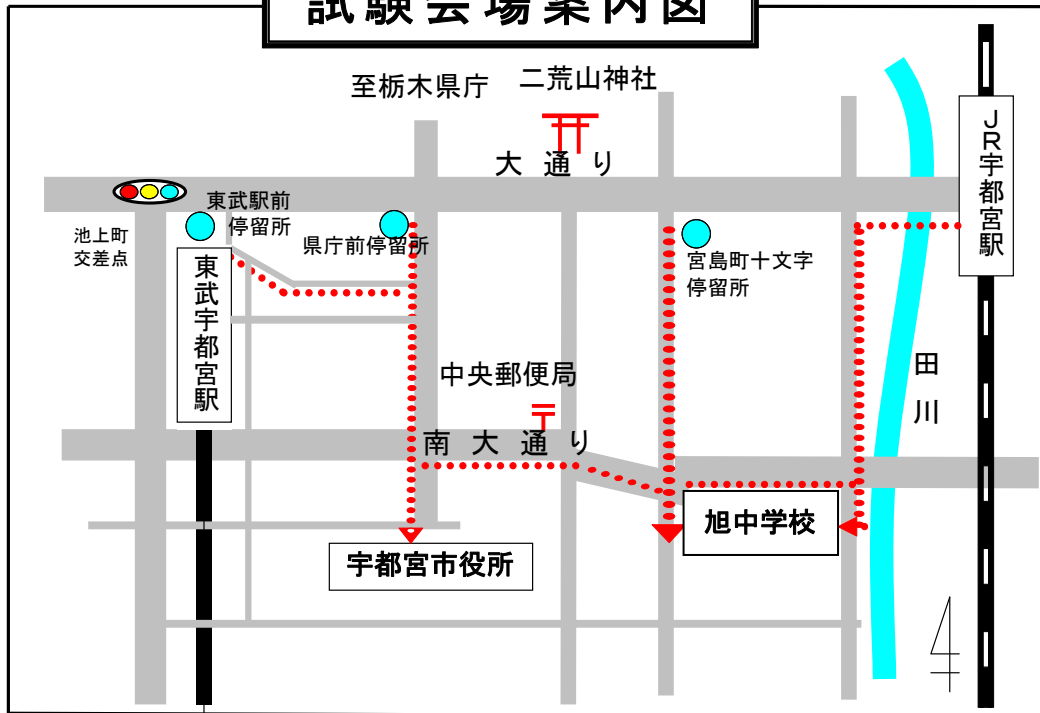 試験会場案内図
至栃木県庁
二荒山神社
大通り
東武駅前
停留所
県庁前停留所
池上町
交差点
宮島町十文字
停留所
JR宇都宮駅
東武宇都宮駅
中央郵便局
〒
南大通り
田川
旭中学校
宇都宮市役所